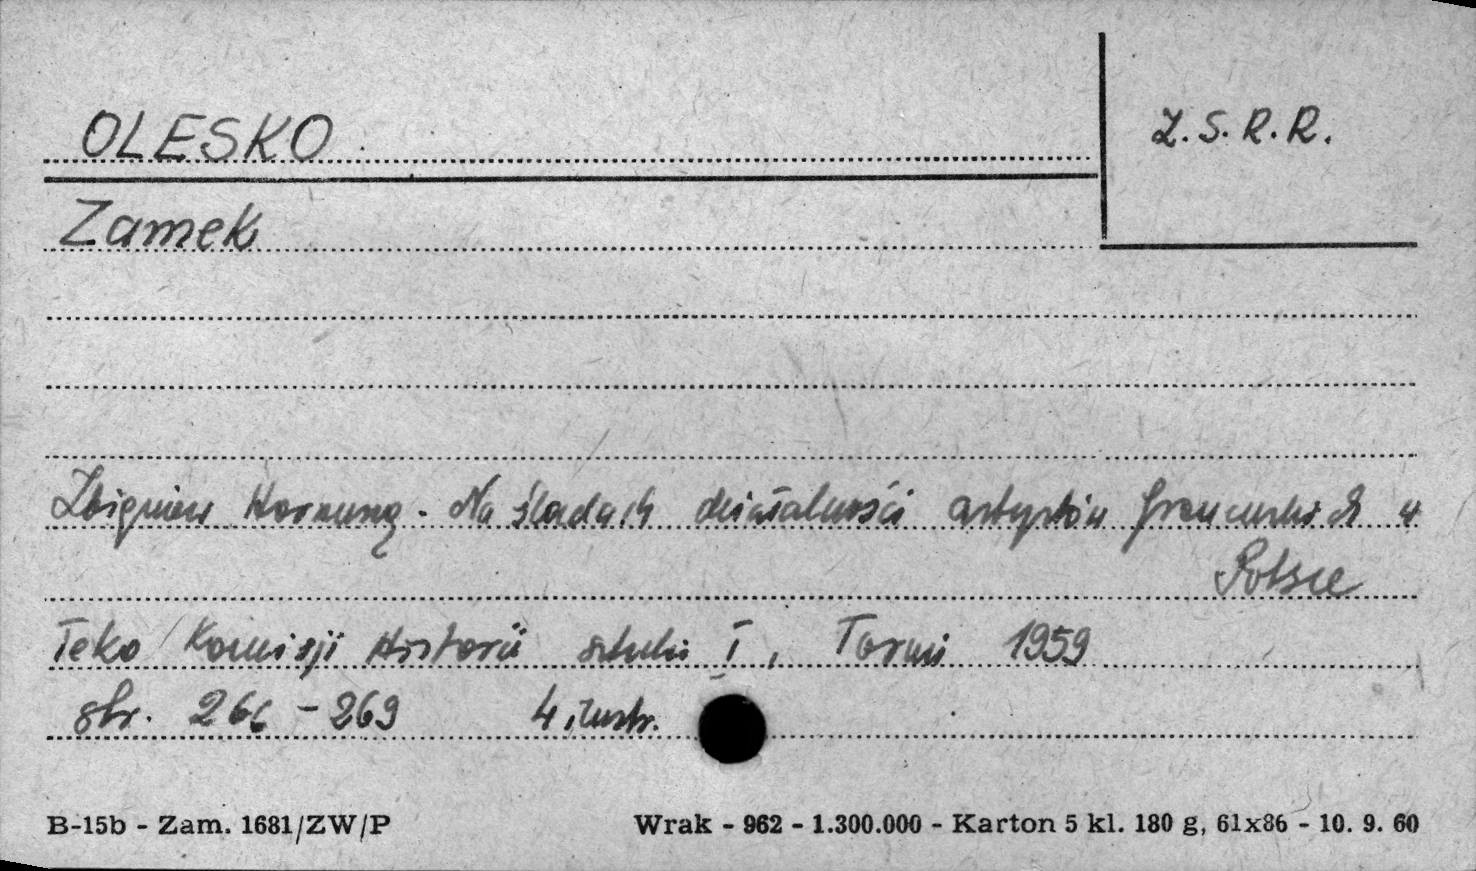 OLESKO
Z.S.R.R.
Zamek
Zbigniew Hornung. Na śladach działalności artystów francuskich w
Polsce
Teka Komisji Historii sztuki I, Toruń 1959
str. 266-269 4 ilustr.
B-15b - Zam. 1681/ZW/P
Wrak - 962 - 1.300.000 - Karton 5 kl. 180 g, 61x86 - 10. 9. 60